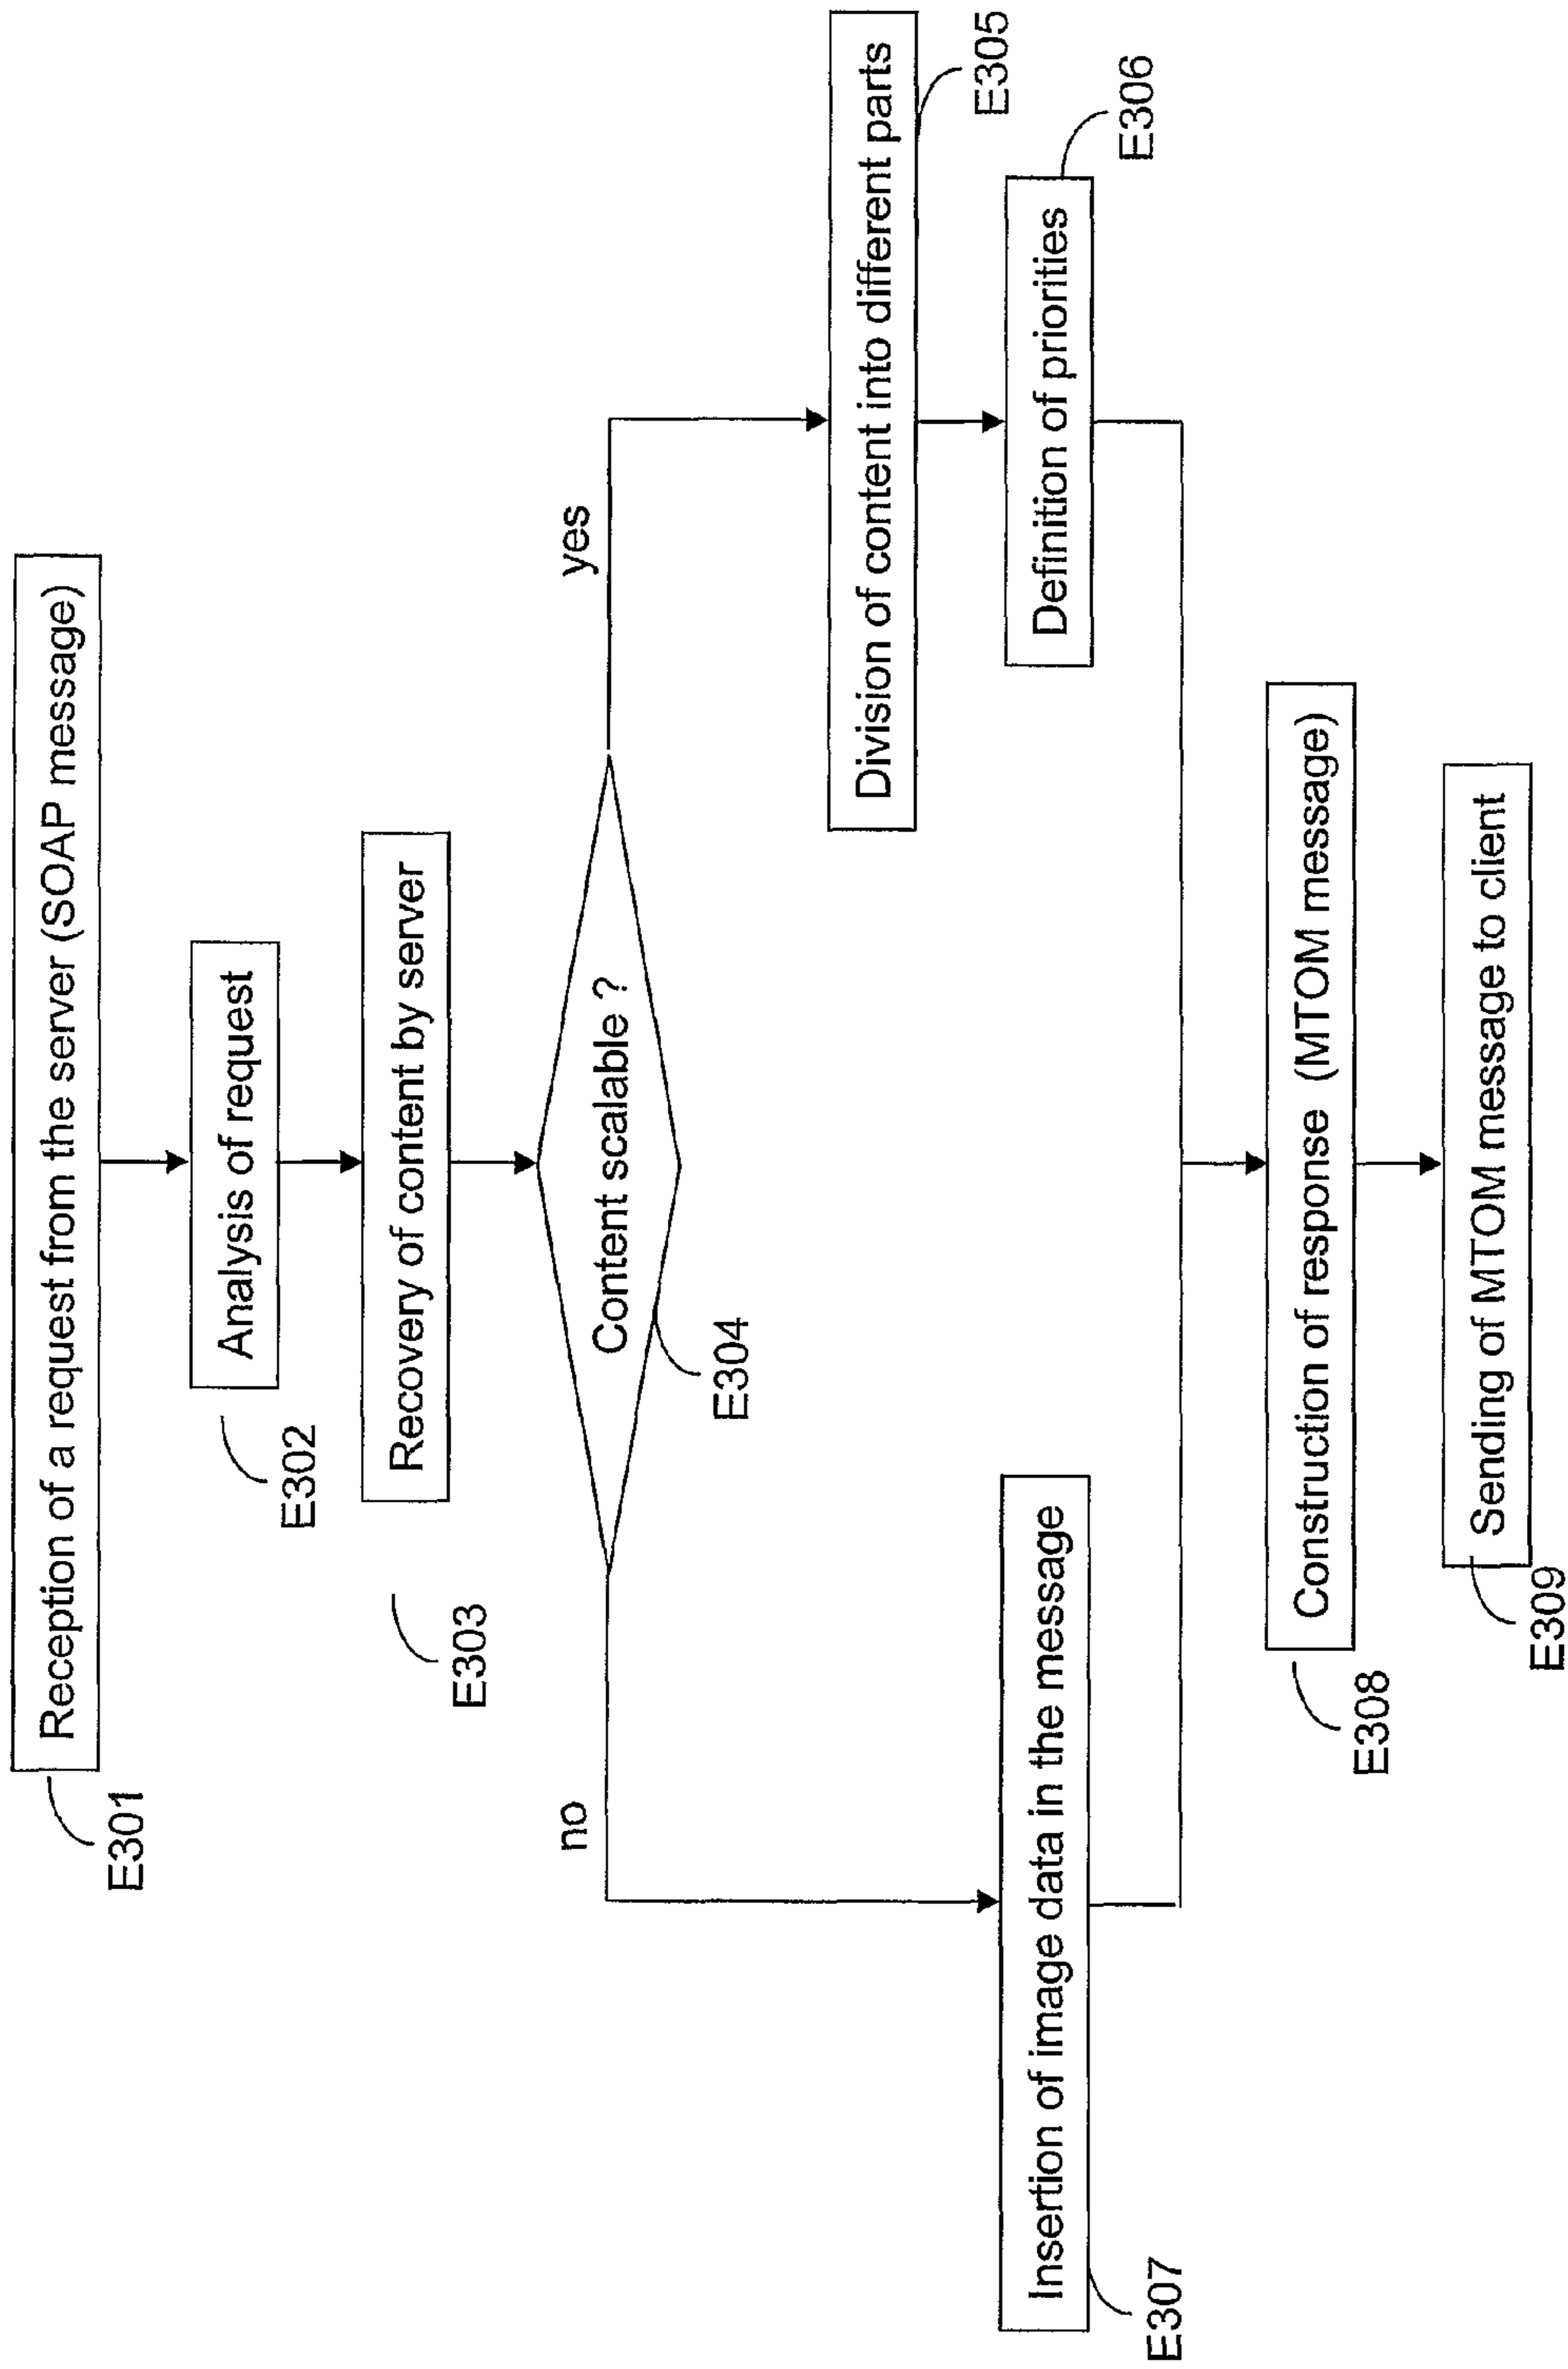 Reception of a request from the server (SOAP message)
E301
Analysis of request
E302
Recovery of content by server
E303
Content scalable ?
E304
no
yes
Division of content into different parts
E305
Definition of priorities
E306
Insertion of image data in the message
E307
Construction of response (MTOM message)
E308
Sending of MTOM message to client
E309